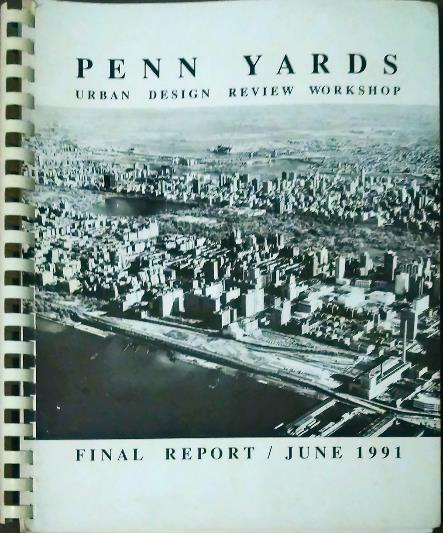 PENN YARDS
URBAN DESIGN REVIEW WORKSHOP
FINAL REPORT / JUNE 1991